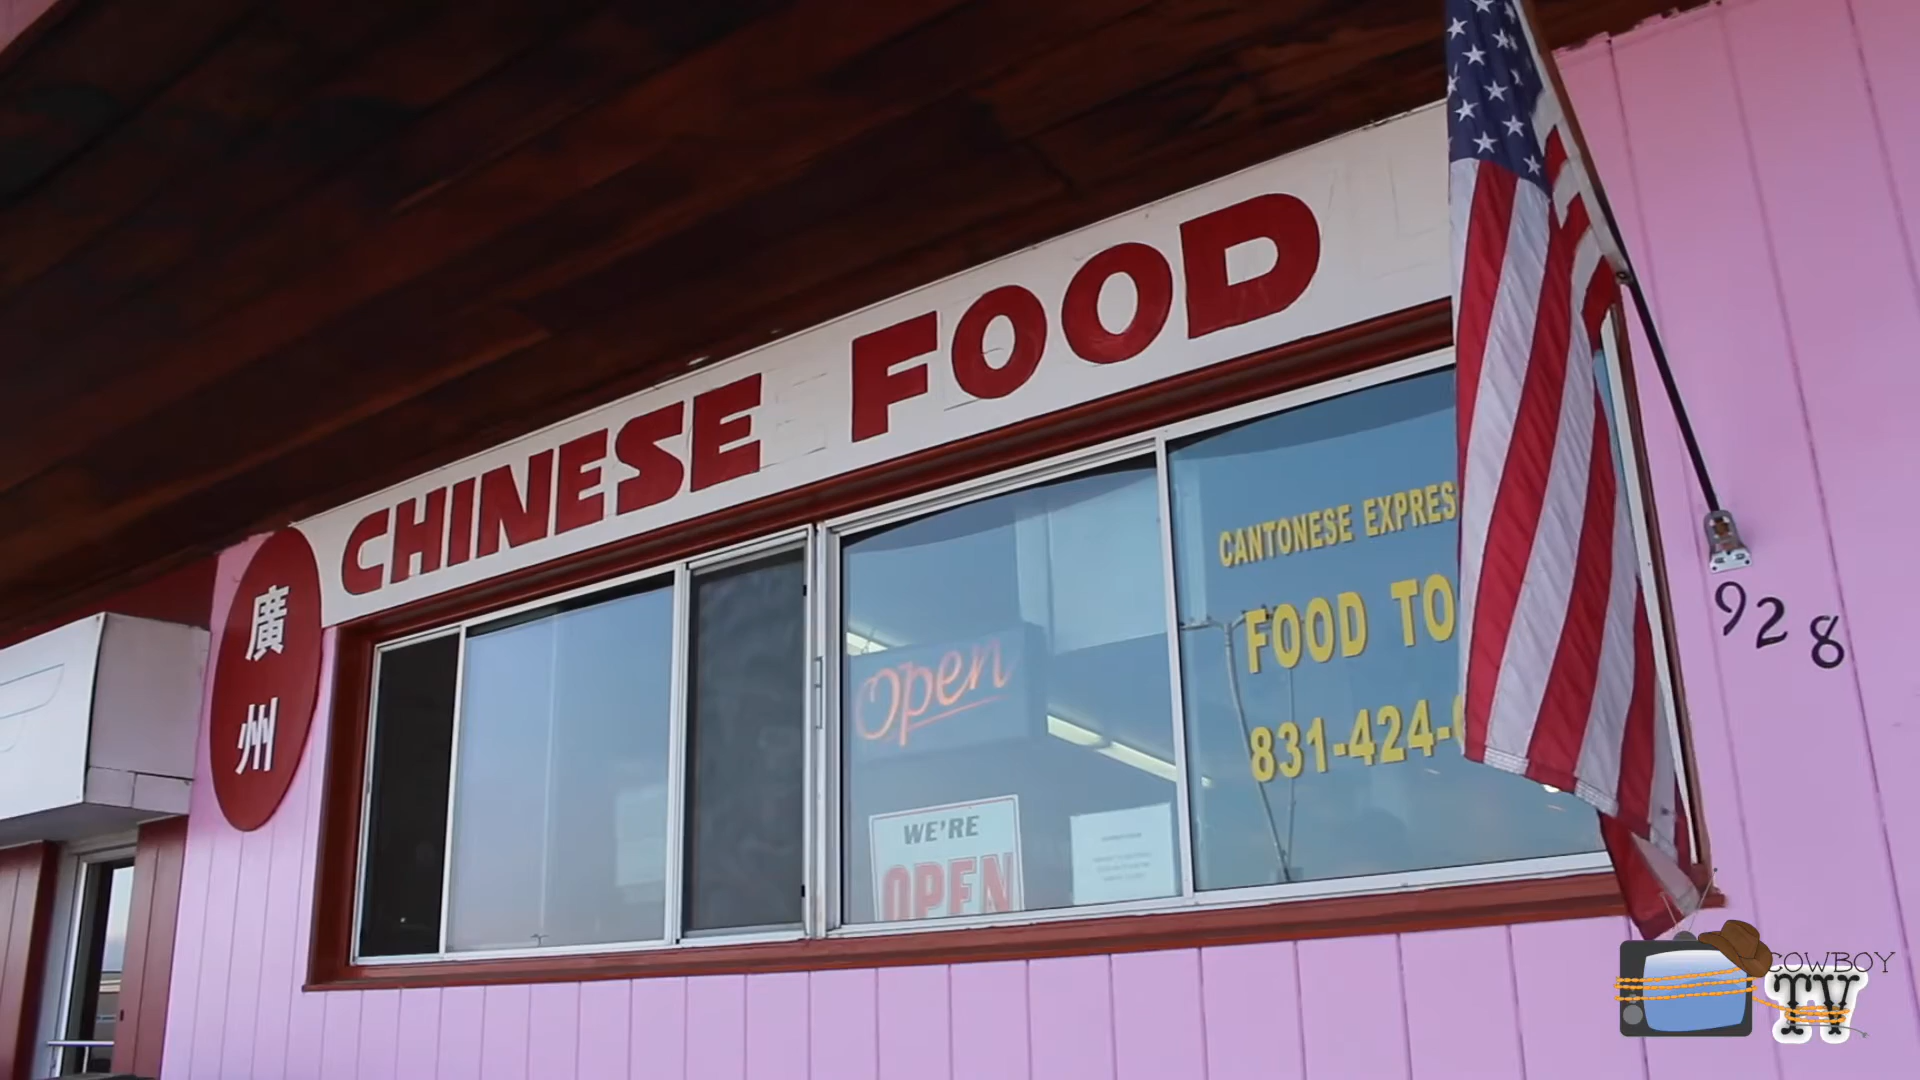 CHINESE FOOD
廣
州
Open
CANTONESE EXPRES
FOOD TO
831-424-
WE'RE
OPEN
928
COWBOY
TV